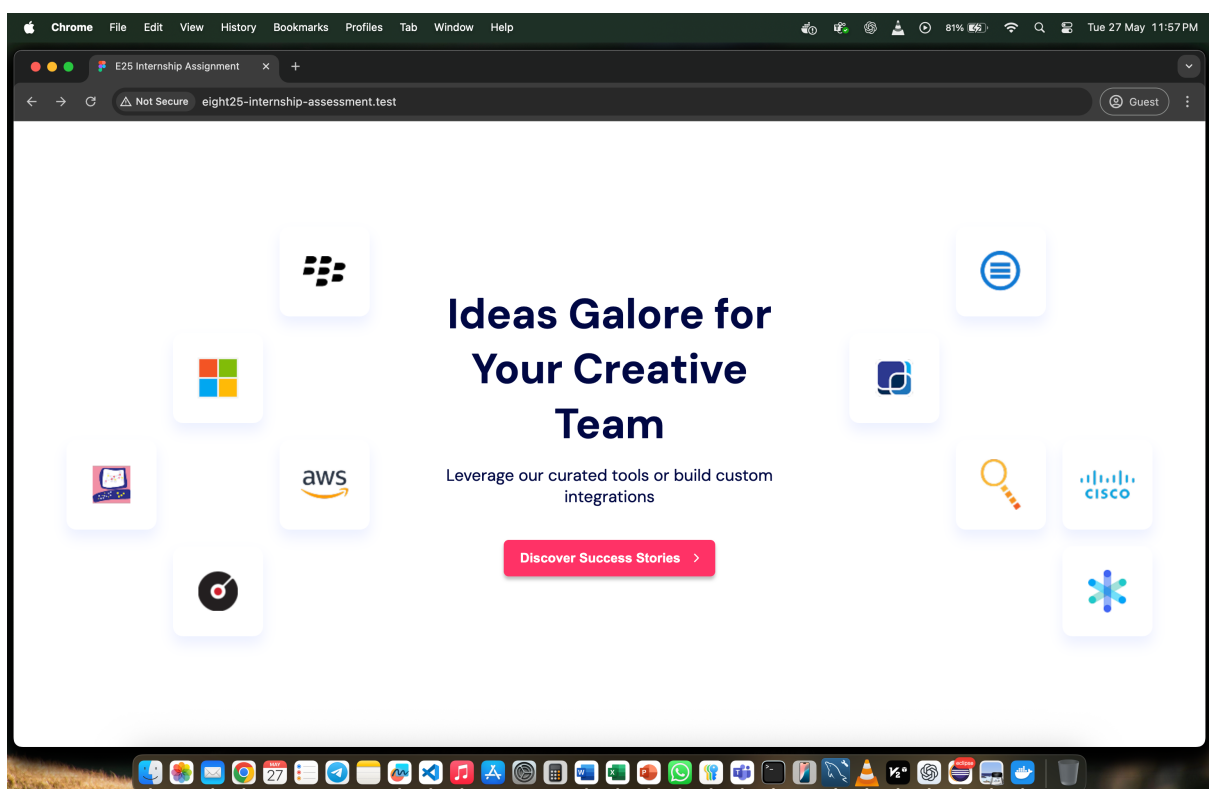 Chrome File Edit View History Bookmarks Profiles Tab Window Help 81% Tue 27 May 11:57 PM
E25 Internship Assignment
Not Secure eight25-internship-assessment.test Guest
Ideas Galore for
Your Creative
Team
aws
Leverage our curated tools or build custom
integrations
CISCO
Discover Success Stories
MAY
27
eclipse